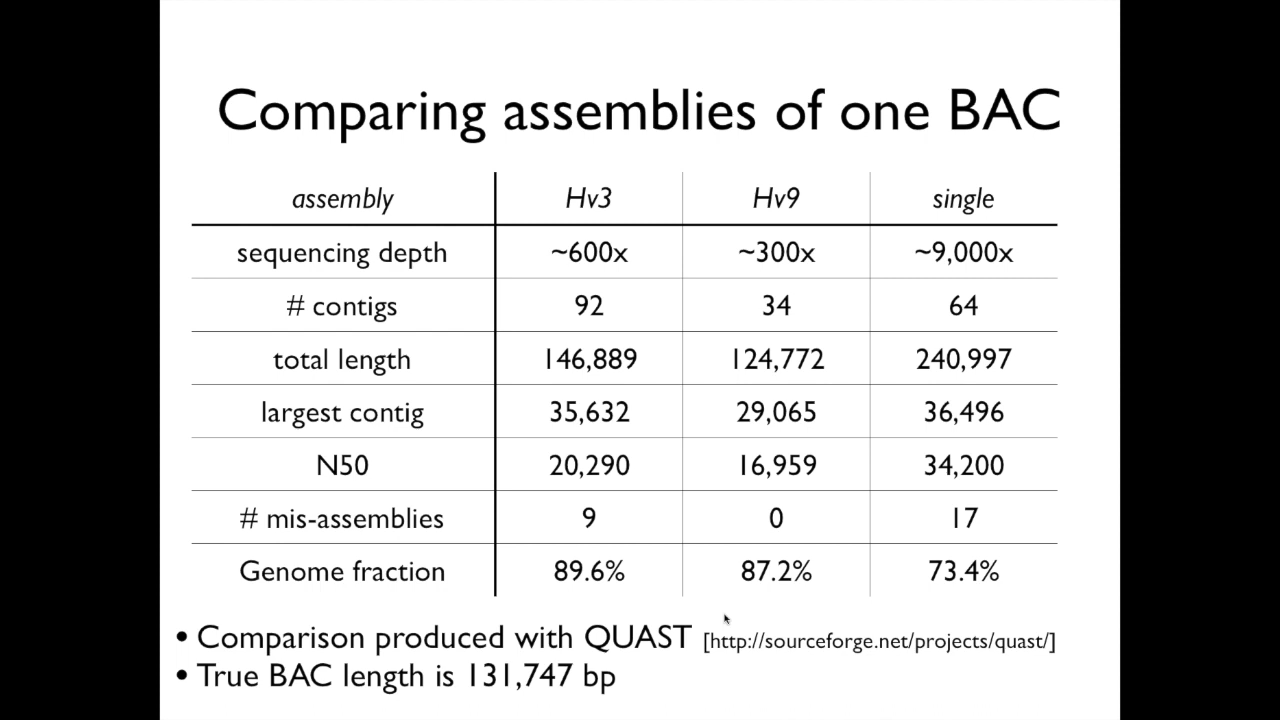 Comparing assemblies of one BAC
assembly Hv3 Hv9 single
sequencing depth ~600x ~300x ~9,000x
# contigs 92 34 64
total length 146,889 124,772 240,997
largest contig 35,632 29,065 36,496
N50 20,290 16,959 34,200
# mis-assemblies 9 0 17
Genome fraction 89.6% 87.2% 73.4%
• Comparison produced with QUAST [http://sourceforge.net/projects/quast/]
• True BAC length is 131,747 bp